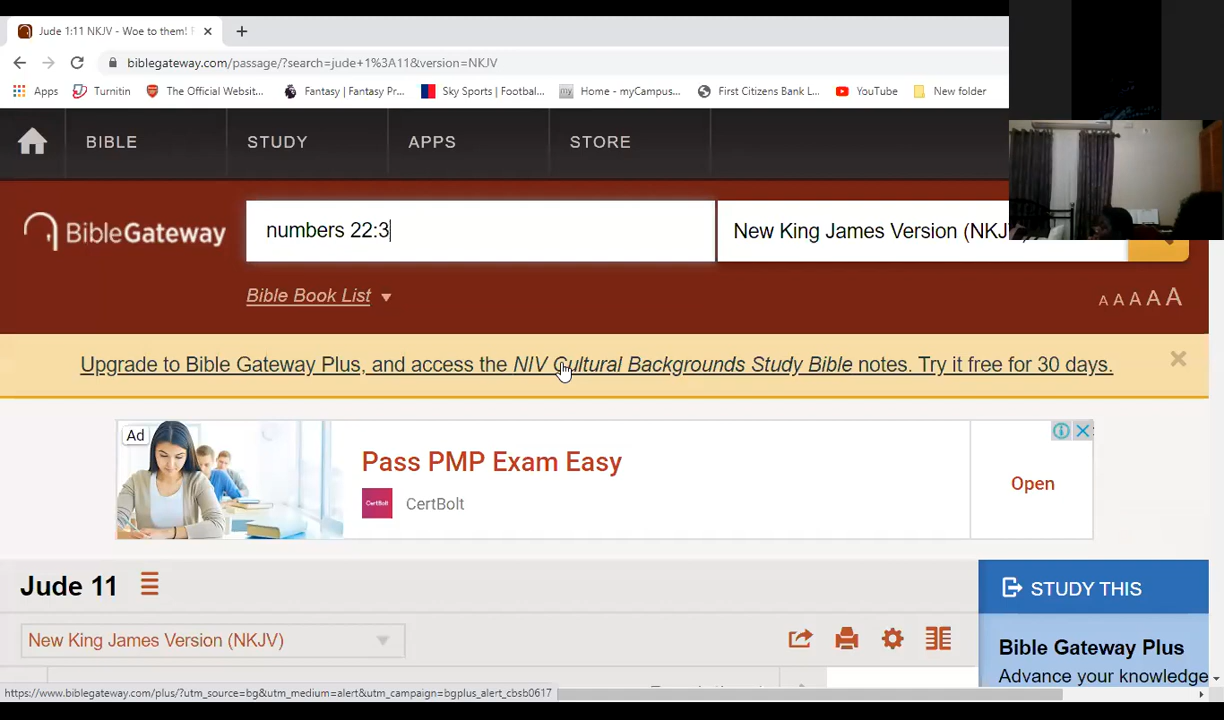 Jude 1:11 NKJV - Woe to them!
biblegateway.com/passage/?search=jude+1%3A11&version=NKJV
Apps Turnitin The Official Websit... Fantasy | Fantasy Pr... Sky Sports | Footbal... my Home - myCampus... First Citizens Bank L... YouTube New folder
BIBLE STUDY APPS STORE
BibleGateway numbers 22:3 New King James Version (NKJ
Bible Book List A A A A A
Upgrade to Bible Gateway Plus, and access the NIV Cultural Backgrounds Study Bible notes. Try it free for 30 days.
Ad
Pass PMP Exam Easy
CertBolt CertBolt
Open
Jude 11
STUDY THIS
New King James Version (NKJV)
Bible Gateway Plus
Advance your knowledge
https://www.biblegateway.com/plus/?utm_source=bg&utm_medium=alert&utm_campaign=bgplus_alert_cbsb0617